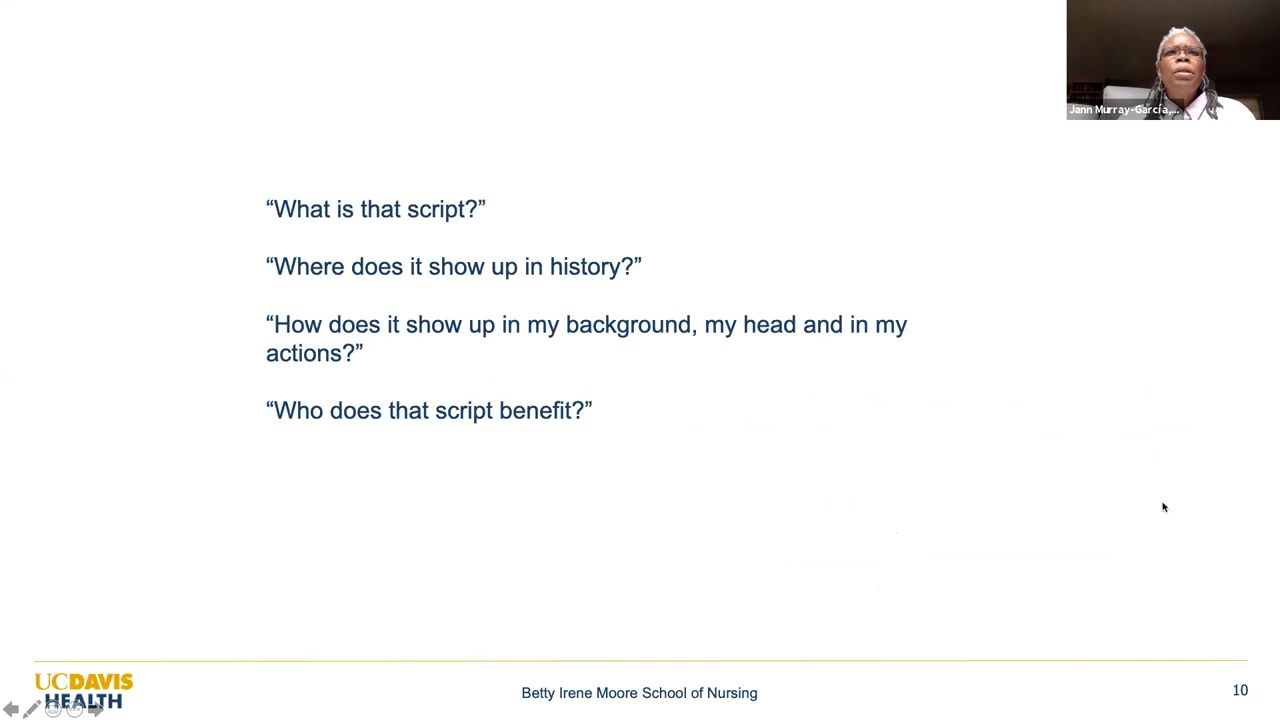 Jann Murray-García,...
“What is that script?”
“Where does it show up in history?”
“How does it show up in my background, my head and in my
actions?”
“Who does that script benefit?”
UCDAVIS
HEALTH
Betty Irene Moore School of Nursing
10